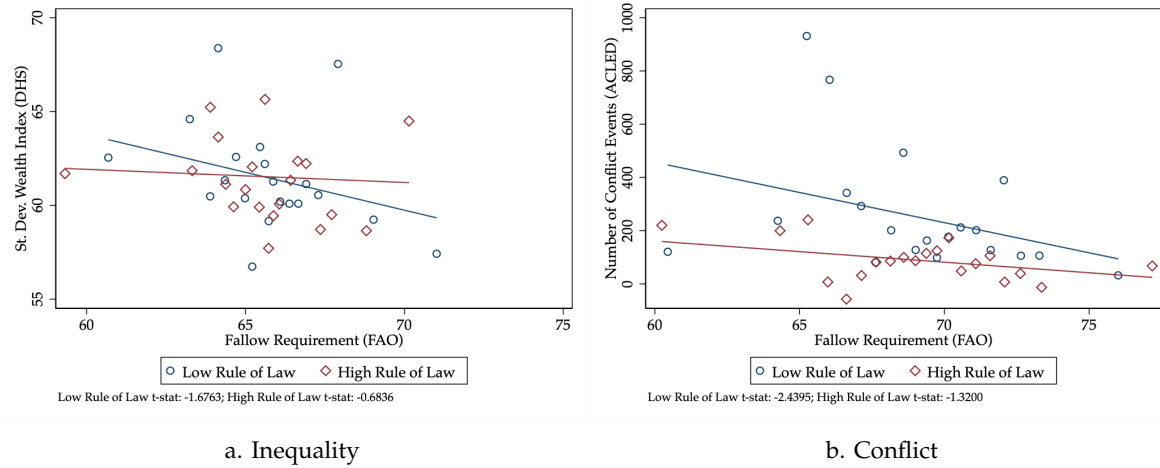 70
65
60
55
St. Dev. Wealth Index (DHS)
60
65
70
75
Fallow Requirement (FAO)
Low Rule of Law
High Rule of Law
Low Rule of Law t-stat: -1.6763; High Rule of Law t-stat: -0.6836
a. Inequality
1000
800
600
400
200
0
Number of Conflict Events (ACLED)
60
65
70
75
Fallow Requirement (FAO)
Low Rule of Law
High Rule of Law
Low Rule of Law t-stat: -2.4395; High Rule of Law t-stat: -1.3200
b. Conflict